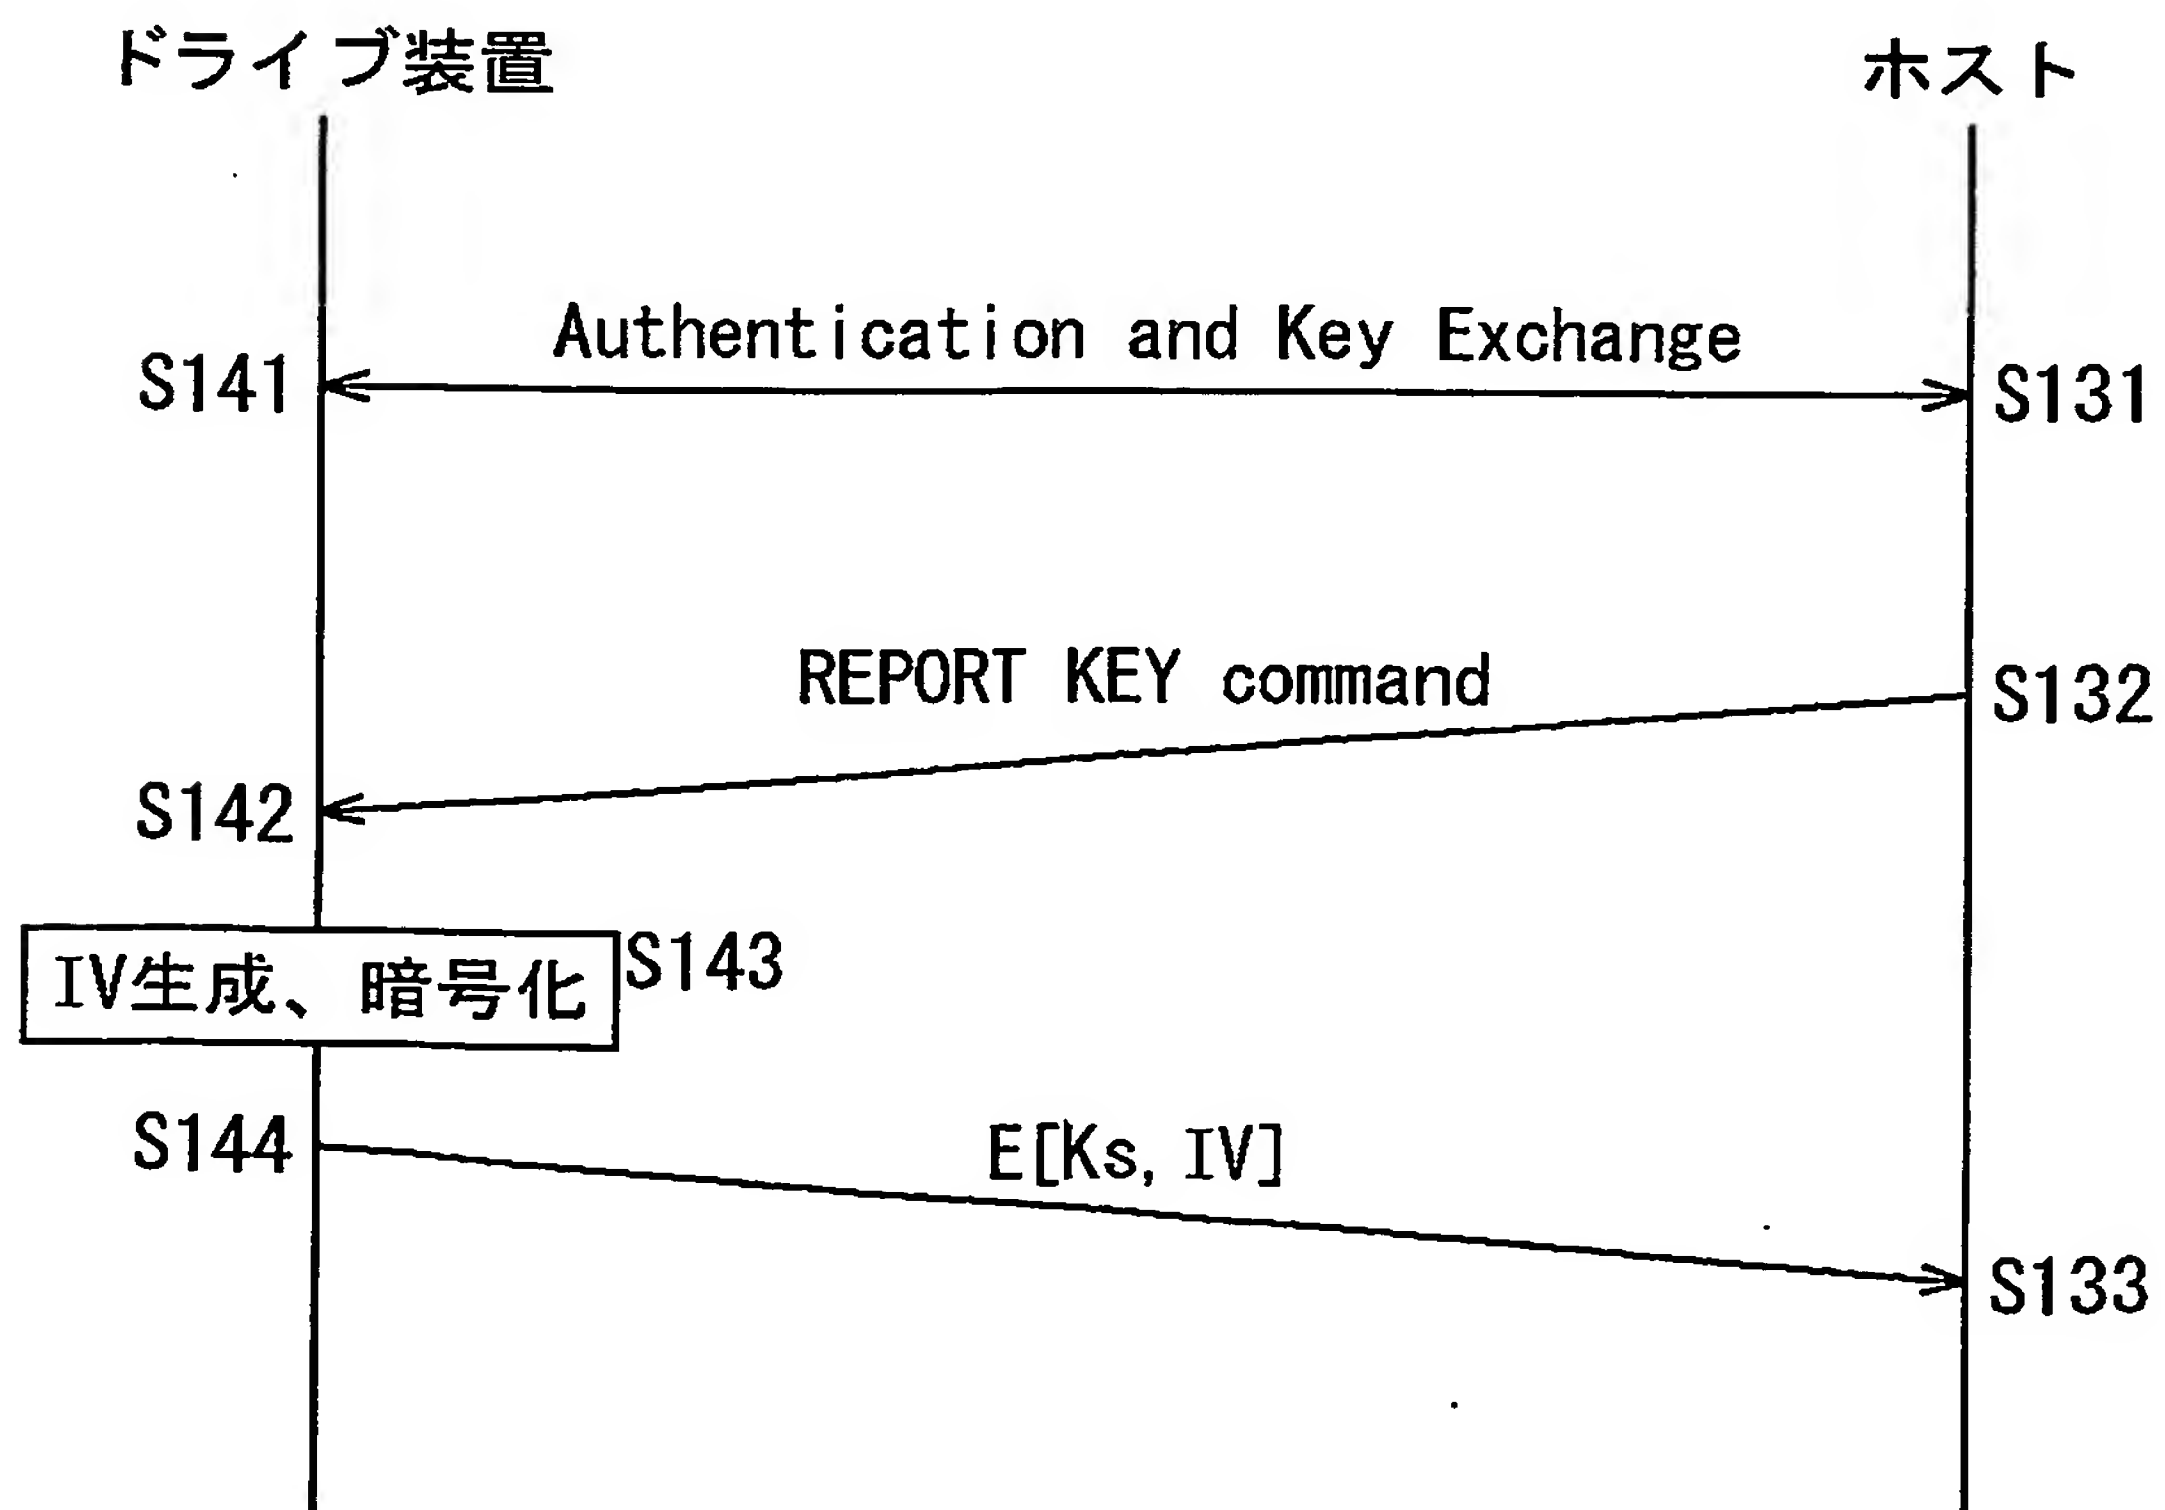 ドライブ装置
ホスト
Authentication and Key Exchange
S141
S131
REPORT KEY command
S132
S142
IV生成、暗号化
S143
S144
E[Ks, IV]
S133